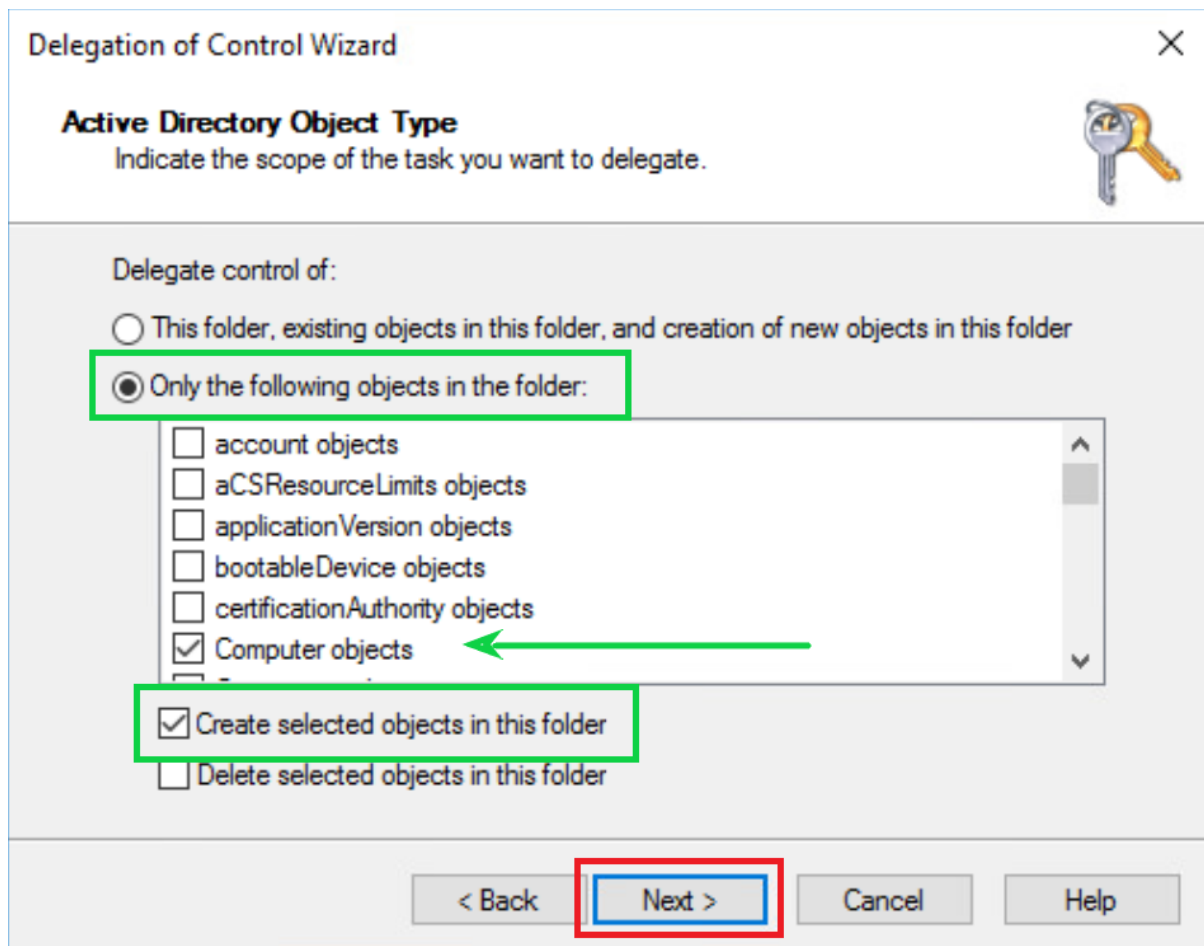 Delegation of Control Wizard
Active Directory Object Type
Indicate the scope of the task you want to delegate.
Delegate control of:
This folder, existing objects in this folder, and creation of new objects in this folder
Only the following objects in the folder:
account objects
aCSResourceLimits objects
applicationVersion objects
bootableDevice objects
certificationAuthority objects
Computer objects
Create selected objects in this folder
Delete selected objects in this folder
< Back Next > Cancel Help